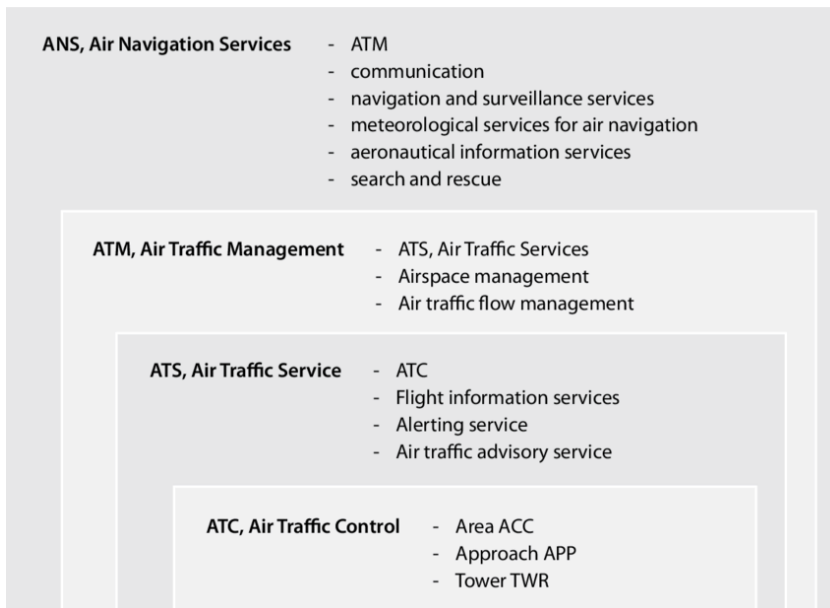 ANS, Air Navigation Services - ATM
- communication
- navigation and surveillance services
- meteorological services for air navigation
- aeronautical information services
- search and rescue
ATM, Air Traffic Management - ATS, Air Traffic Services
- Airspace management
- Air traffic flow management
ATS, Air Traffic Service - ATC
- Flight information services
- Alerting service
- Air traffic advisory service
ATC, Air Traffic Control - Area ACC
- Approach APP
- Tower TWR